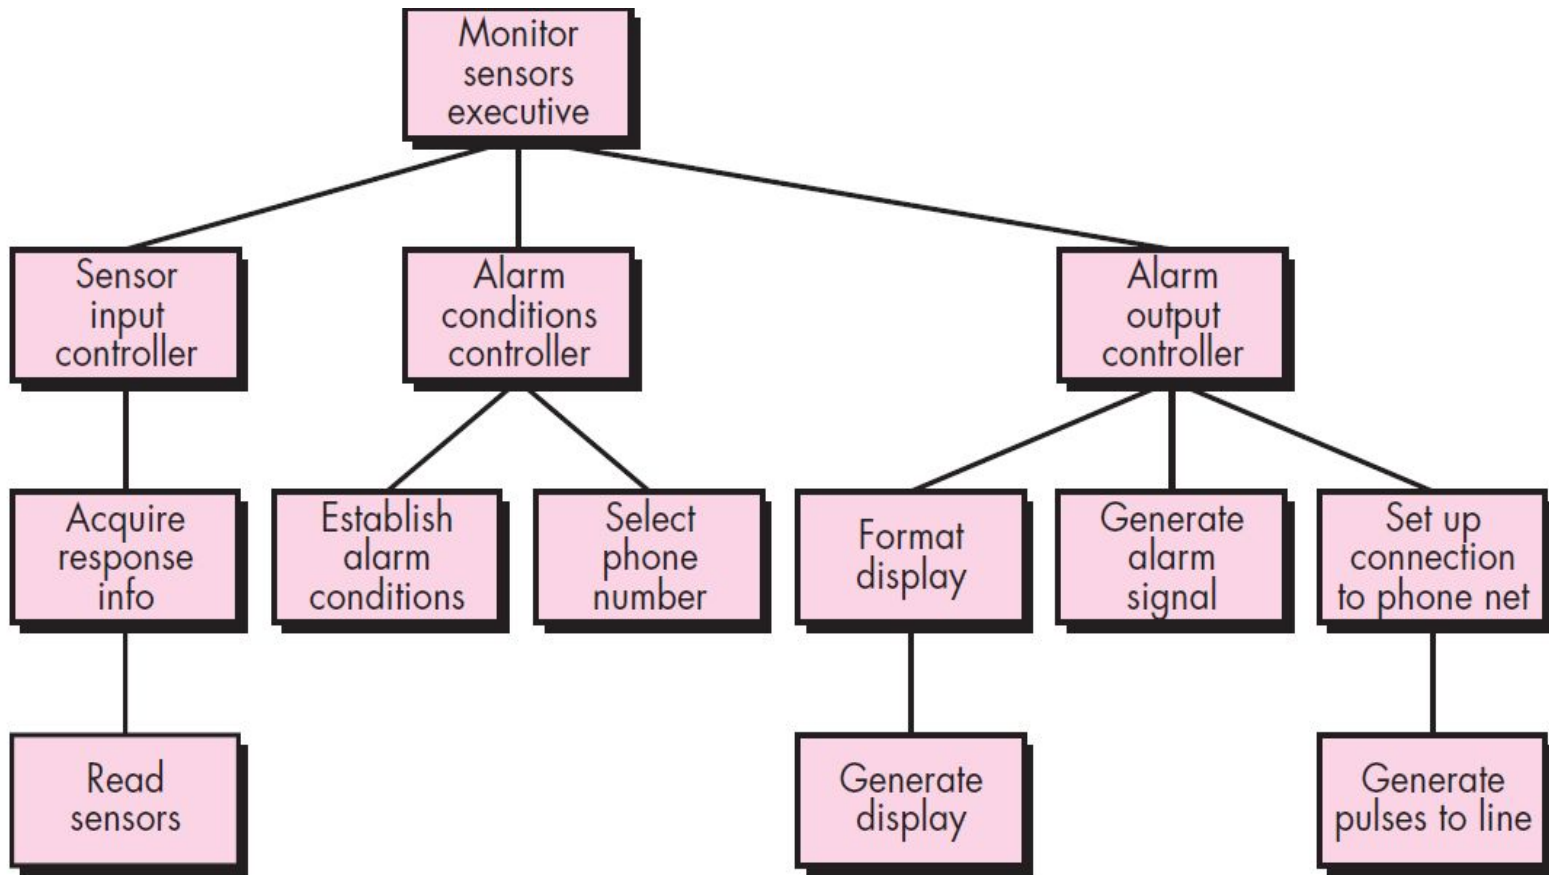 Monitor
sensors
executive
Sensor
input
controller
Alarm
conditions
controller
Alarm
output
controller
Acquire
response
info
Establish
alarm
conditions
Select
phone
number
Format
display
Generate
alarm
signal
Set up
connection
to phone net
Read
sensors
Generate
display
Generate
pulses to line